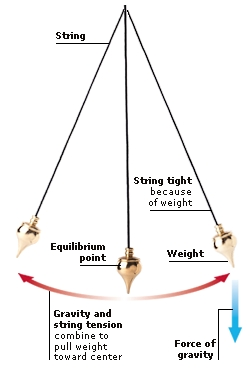 String
String tight
because
of weight
Equilibrium
point
Weight
Gravity and
string tension
combine to
pull weight
toward center
Force of
gravity